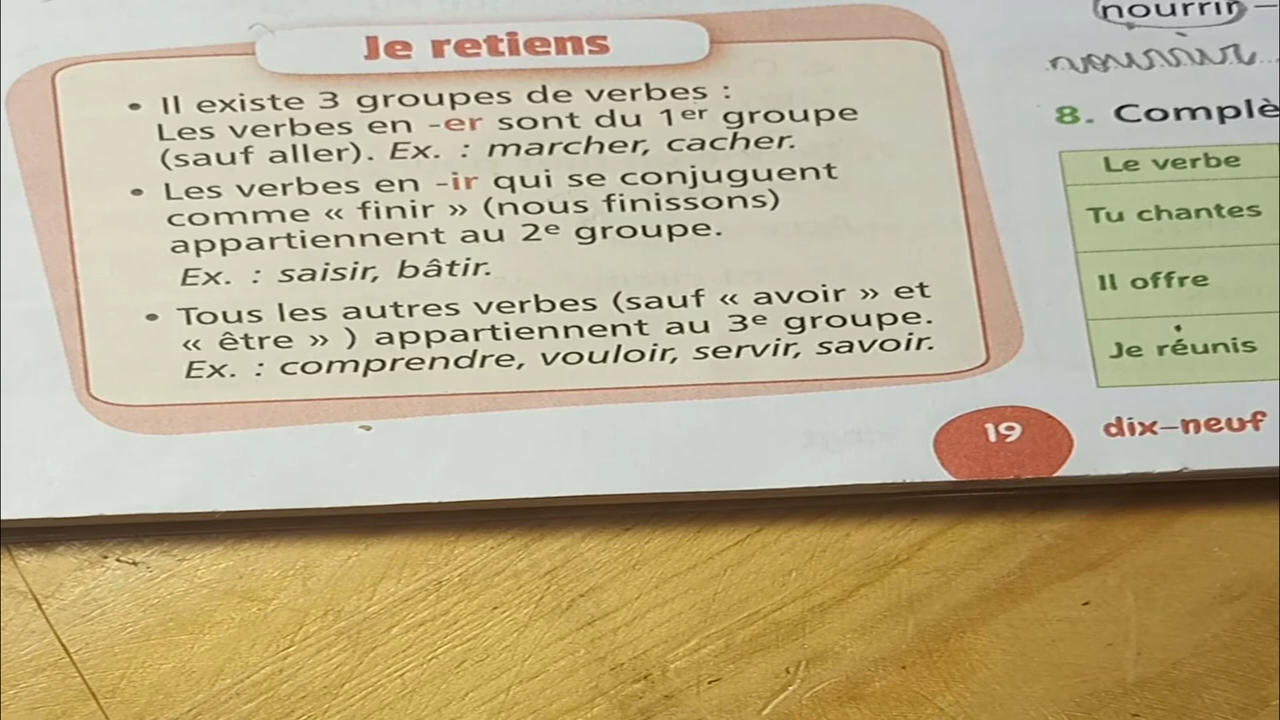 Je retiens
• Il existe 3 groupes de verbes :
Les verbes en -er sont du 1er groupe
(sauf aller). Ex. : marcher, cacher.
• Les verbes en -ir qui se conjuguent
comme « finir » (nous finissons)
appartiennent au 2e groupe.
Ex. : saisir, bâtir.
• Tous les autres verbes (sauf « avoir » et
« être » ) appartiennent au 3e groupe.
Ex. : comprendre, vouloir, servir, savoir.
nourrir –
8. Complè
Le verbe
Tu chantes
Il offre
Je réunis
19 dix-neuf